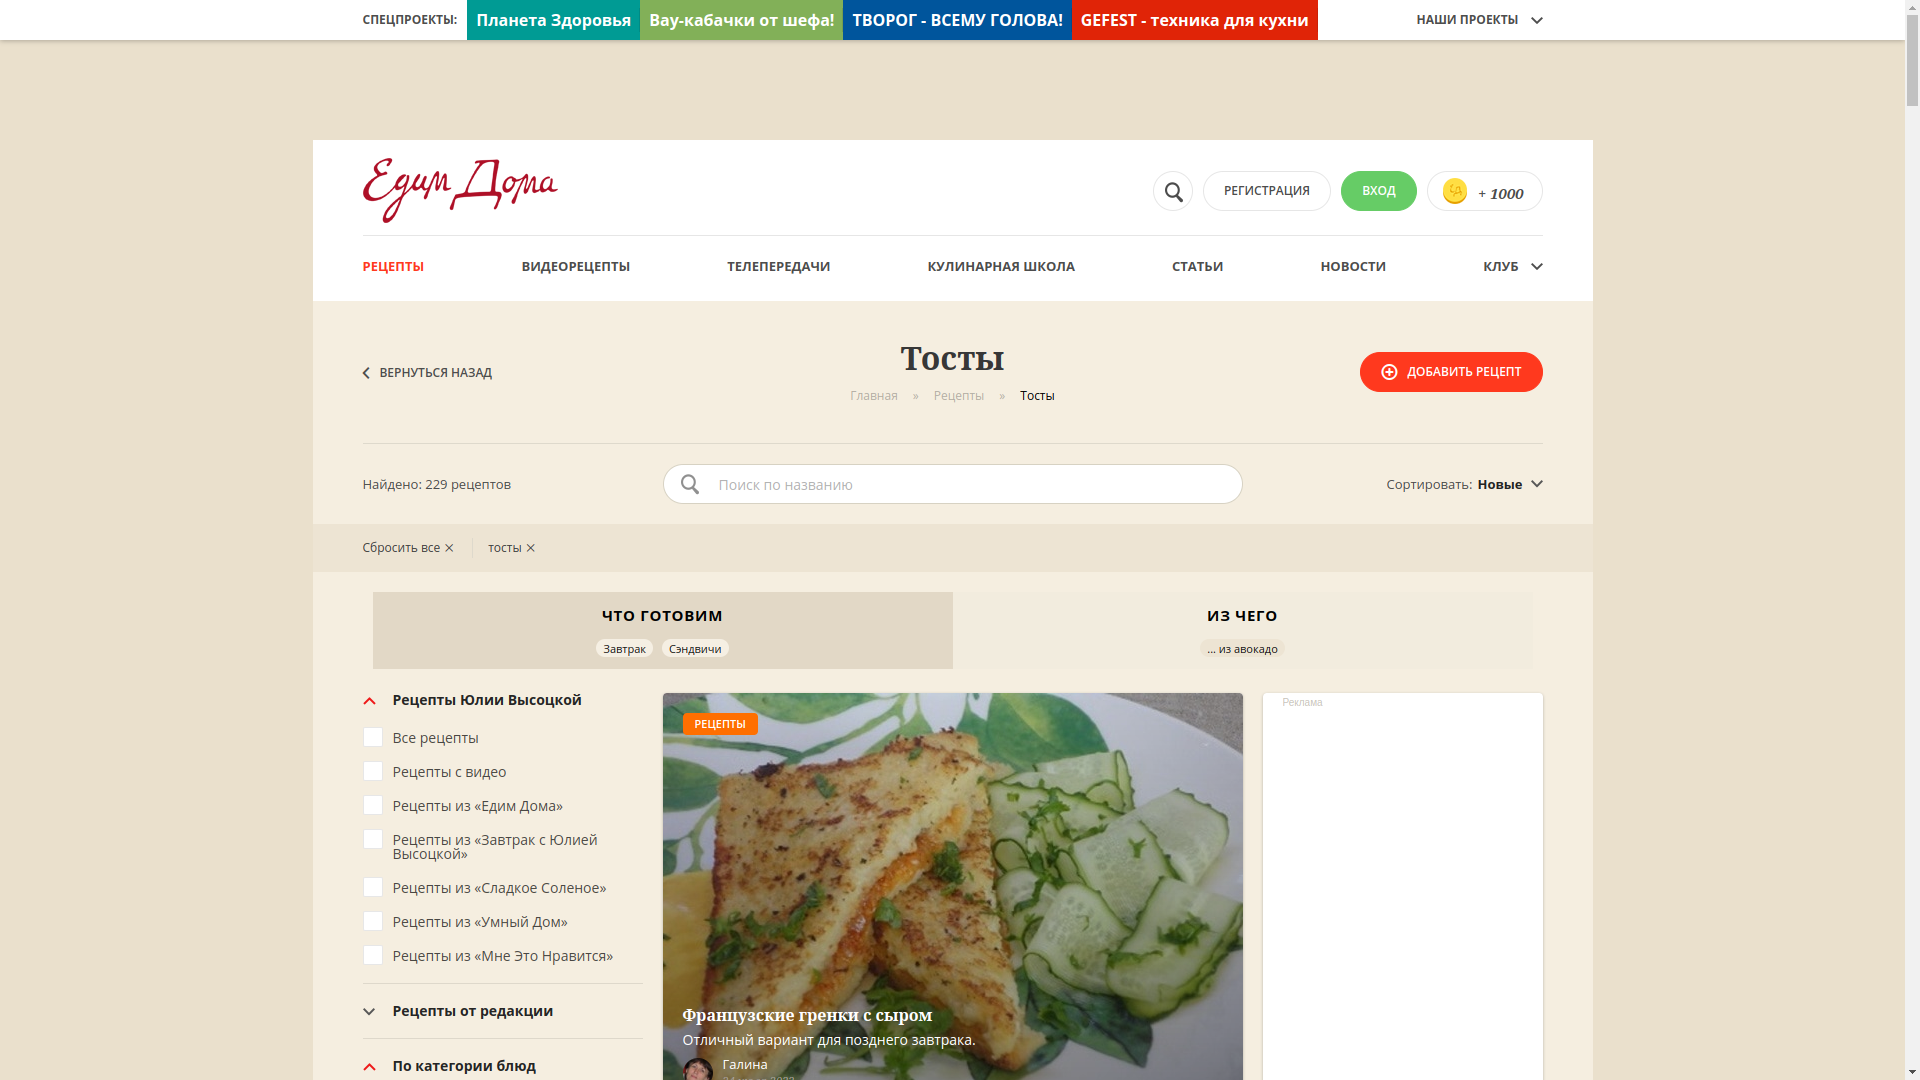 СПЕЦПРОЕКТЫ:
Планета Здоровья
Вау-кабачки от шефа!
ТВОРОГ - ВСЕМУ ГОЛОВА!
GEFEST - техника для кухни
НАШИ ПРОЕКТЫ
Едим Дома
РЕГИСТРАЦИЯ
ВХОД
+ 1000
РЕЦЕПТЫ
ВИДЕОРЕЦЕПТЫ
ТЕЛЕПЕРЕДАЧИ
КУЛИНАРНАЯ ШКОЛА
СТАТЬИ
НОВОСТИ
КЛУБ
ВЕРНУТЬСЯ НАЗАД
Тосты
Главная » Рецепты » Тосты
ДОБАВИТЬ РЕЦЕПТ
Найдено: 229 рецептов
Поиск по названию
Сортировать: Новые
Сбросить все
тосты
ЧТО ГОТОВИМ
Завтрак
Сэндвичи
ИЗ ЧЕГО
... из авокадо
Рецепты Юлии Высоцкой
Все рецепты
Рецепты с видео
Рецепты из «Едим Дома»
Рецепты из «Завтрак с Юлией
Высоцкой»
Рецепты из «Сладкое Соленое»
Рецепты из «Умный Дом»
Рецепты из «Мне Это Нравится»
Рецепты от редакции
По категории блюд
РЕЦЕПТЫ
Французские гренки с сыром
Отличный вариант для позднего завтрака.
Галина
Реклама